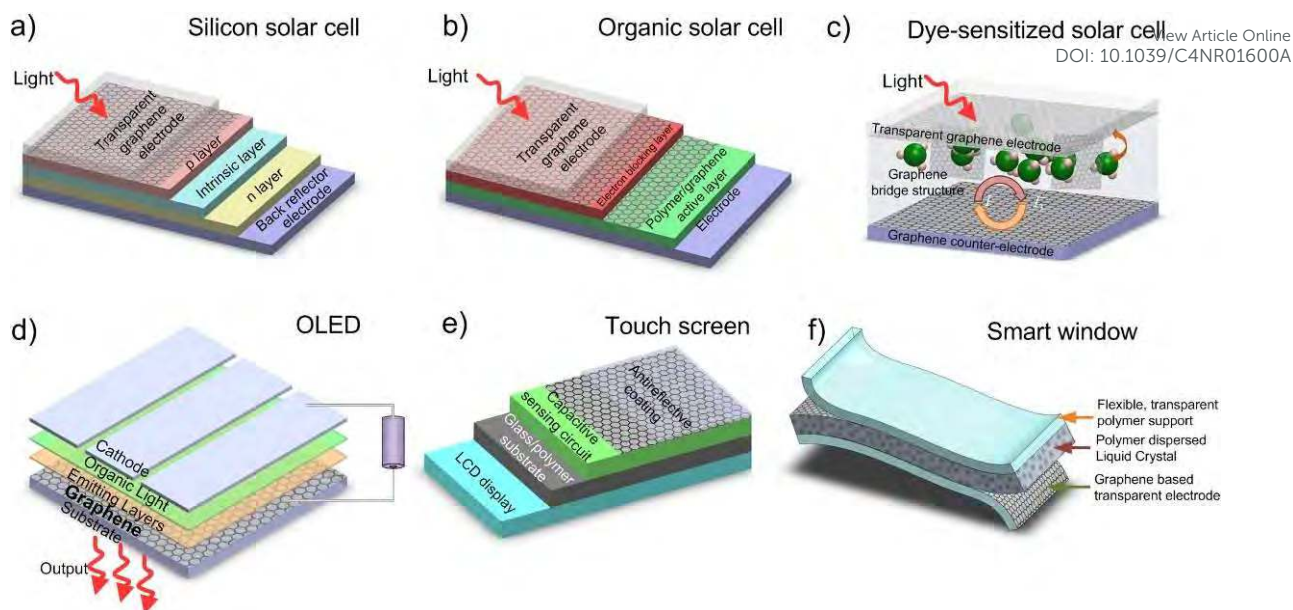 a)
Silicon solar cell
Light
Transparent
graphene
electrode
p layer
Intrinsic layer
n layer
Back reflector
electrode
b)
Organic solar cell
Light
Transparent
graphene
electrode
Electron blocking layer
Polymer/graphene
active layer
Electrode
c)
Dye-sensitized solar cell
View Article Online
DOI: 10.1039/C4NR01600A
Light
Transparent graphene electrode
Graphene
bridge structure
Graphene counter-electrode
d)
OLED
Cathode
Organic Light
Emitting Layers
Graphene
Substrate
Output
e)
Touch screen
Antireflective
coating
Capacitive
sensing circuit
Glass/polymer
substrate
LCD display
f)
Smart window
Flexible, transparent
polymer support
Polymer dispersed
Liquid Crystal
Graphene based
transparent electrode